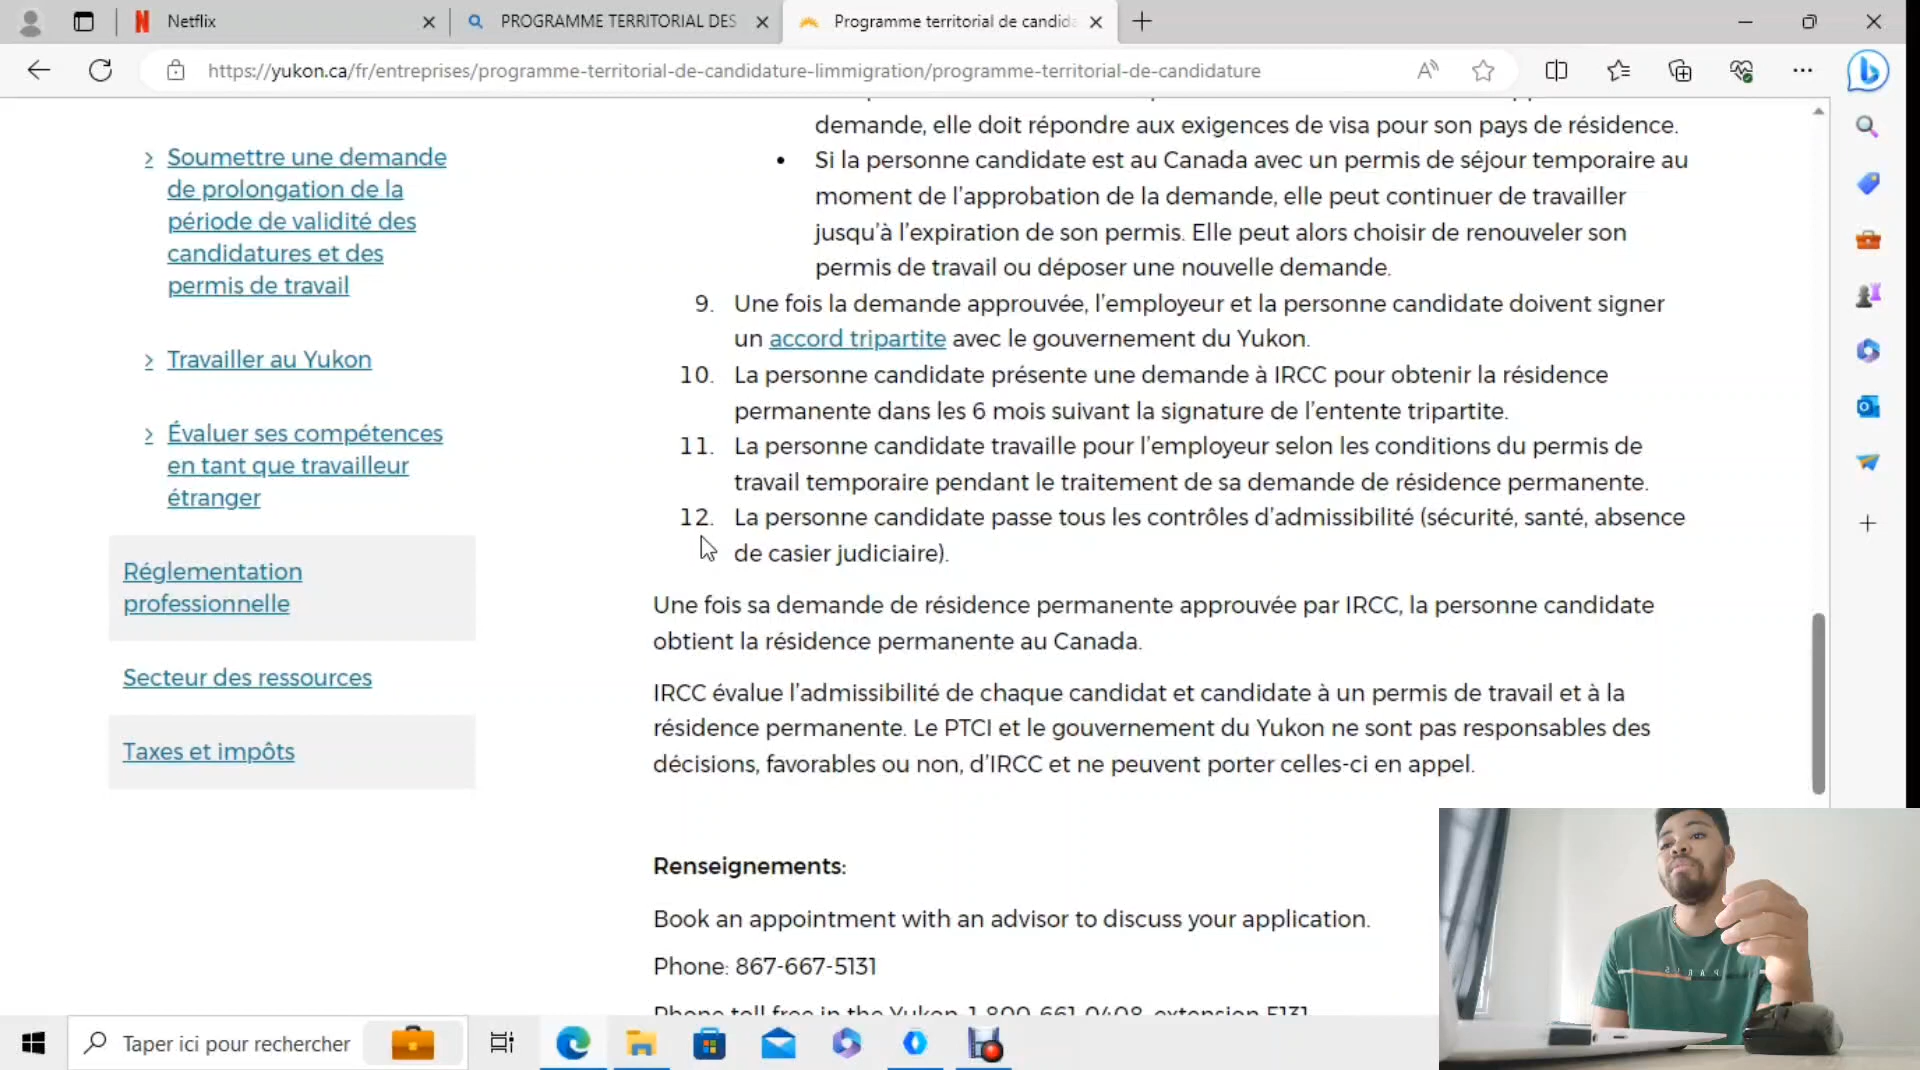 Netflix
PROGRAMME TERRITORIAL DES
Programme territorial de candid
https://yukon.ca/fr/entreprises/programme-territorial-de-candidature-limmigration/programme-territorial-de-candidature
Soumettre une demande
de prolongation de la
période de validité des
candidatures et des
permis de travail
Travailler au Yukon
Évaluer ses compétences
en tant que travailleur
étranger
Réglementation
professionnelle
Secteur des ressources
Taxes et impôts
demande, elle doit répondre aux exigences de visa pour son pays de résidence.
• Si la personne candidate est au Canada avec un permis de séjour temporaire au
moment de l'approbation de la demande, elle peut continuer de travailler
jusqu'à l'expiration de son permis. Elle peut alors choisir de renouveler son
permis de travail ou déposer une nouvelle demande.
9. Une fois la demande approuvée, l'employeur et la personne candidate doivent signer
un accord tripartite avec le gouvernement du Yukon.
10. La personne candidate présente une demande à IRCC pour obtenir la résidence
permanente dans les 6 mois suivant la signature de l'entente tripartite.
11. La personne candidate travaille pour l'employeur selon les conditions du permis de
travail temporaire pendant le traitement de sa demande de résidence permanente.
12. La personne candidate passe tous les contrôles d'admissibilité (sécurité, santé, absence
de casier judiciaire).
Une fois sa demande de résidence permanente approuvée par IRCC, la personne candidate
obtient la résidence permanente au Canada.
IRCC évalue l'admissibilité de chaque candidat et candidate à un permis de travail et à la
résidence permanente. Le PTCI et le gouvernement du Yukon ne sont pas responsables des
décisions, favorables ou non, d'IRCC et ne peuvent porter celles-ci en appel.
Renseignements:
Book an appointment with an advisor to discuss your application.
Phone: 867-667-5131
Phone toll free in the Yukon, 1-800-661-0408, extension 5131
Taper ici pour rechercher